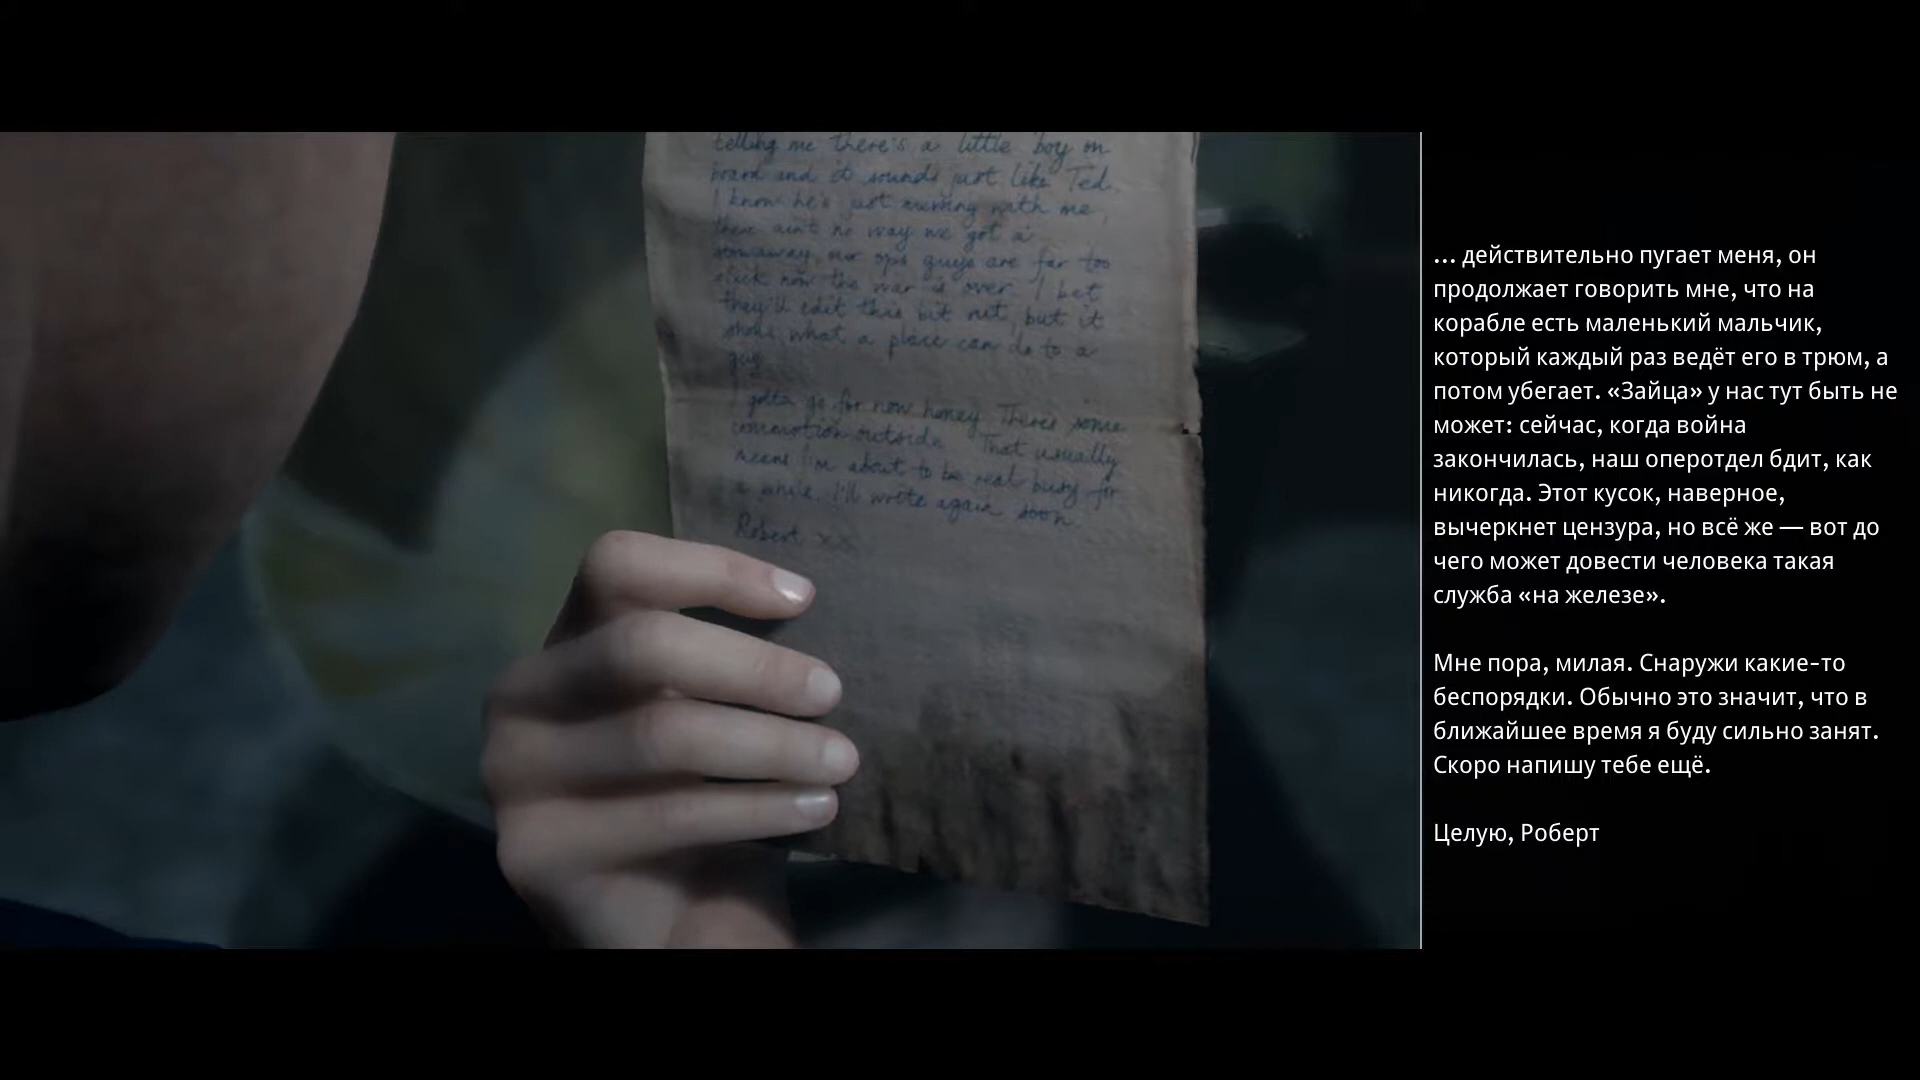 telling me there's a little boy on
board and it sounds just like Ted.
I know he's just messing with me,
there ain't no way we got a
stowaway, our ops guys are far too
slick now the war is over. I bet
they'd edit this bit out, but it
shows what a place can do to a
guy.
I gotta go for now honey. There's some
commotion outside. That usually
means I'm about to be real busy for
a while. I'll write again soon.
Robert xx
... действительно пугает меня, он
продолжает говорить мне, что на
корабле есть маленький мальчик,
который каждый раз ведёт его в трюм, а
потом убегает. «Зайца» у нас тут быть не
может: сейчас, когда война
закончилась, наш оперотдел бдит, как
никогда. Этот кусок, наверное,
вычеркнет цензура, но всё же — вот до
чего может довести человека такая
служба «на железе».
Мне пора, милая. Снаружи какие-то
беспорядки. Обычно это значит, что в
ближайшее время я буду сильно занят.
Скоро напишу тебе ещё.
Целую, Роберт